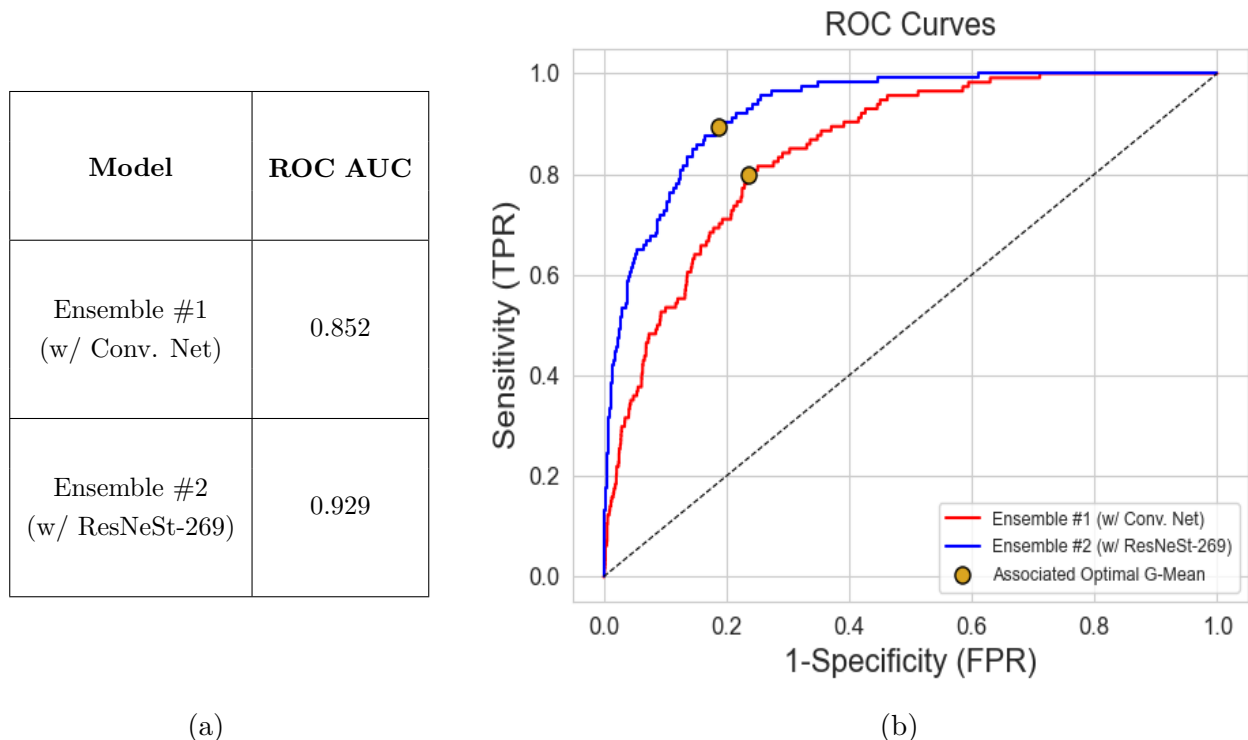 Model
ROC AUC
Ensemble #1
(w/ Conv. Net)
0.852
Ensemble #2
(w/ ResNeSt-269)
0.929
(a)
ROC Curves
Sensitivity (TPR)
1.0
0.8
0.6
0.4
0.2
0.0
Ensemble #1 (w/ Conv. Net)
Ensemble #2 (w/ ResNeSt-269)
Associated Optimal G-Mean
0.0
0.2
0.4
0.6
0.8
1.0
1-Specificity (FPR)
(b)